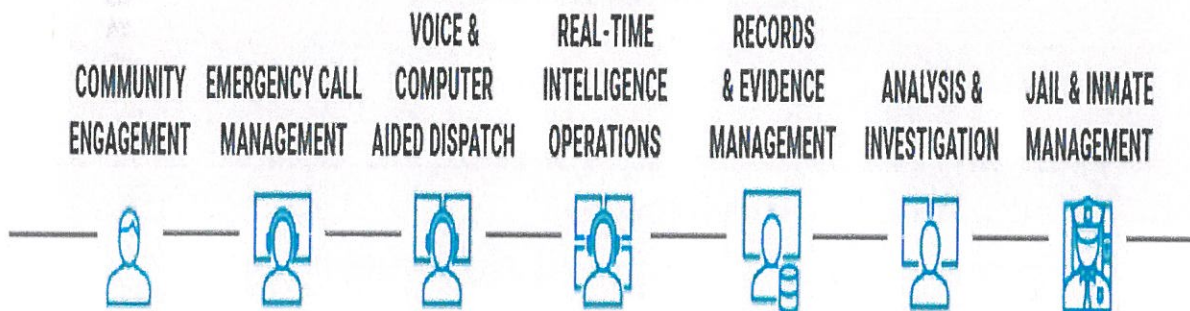 COMMUNITY
ENGAGEMENT
EMERGENCY CALL
MANAGEMENT
VOICE &
COMPUTER
AIDED DISPATCH
REAL-TIME
INTELLIGENCE
OPERATIONS
RECORDS
& EVIDENCE
MANAGEMENT
ANALYSIS &
INVESTIGATION
JAIL & INMATE
MANAGEMENT